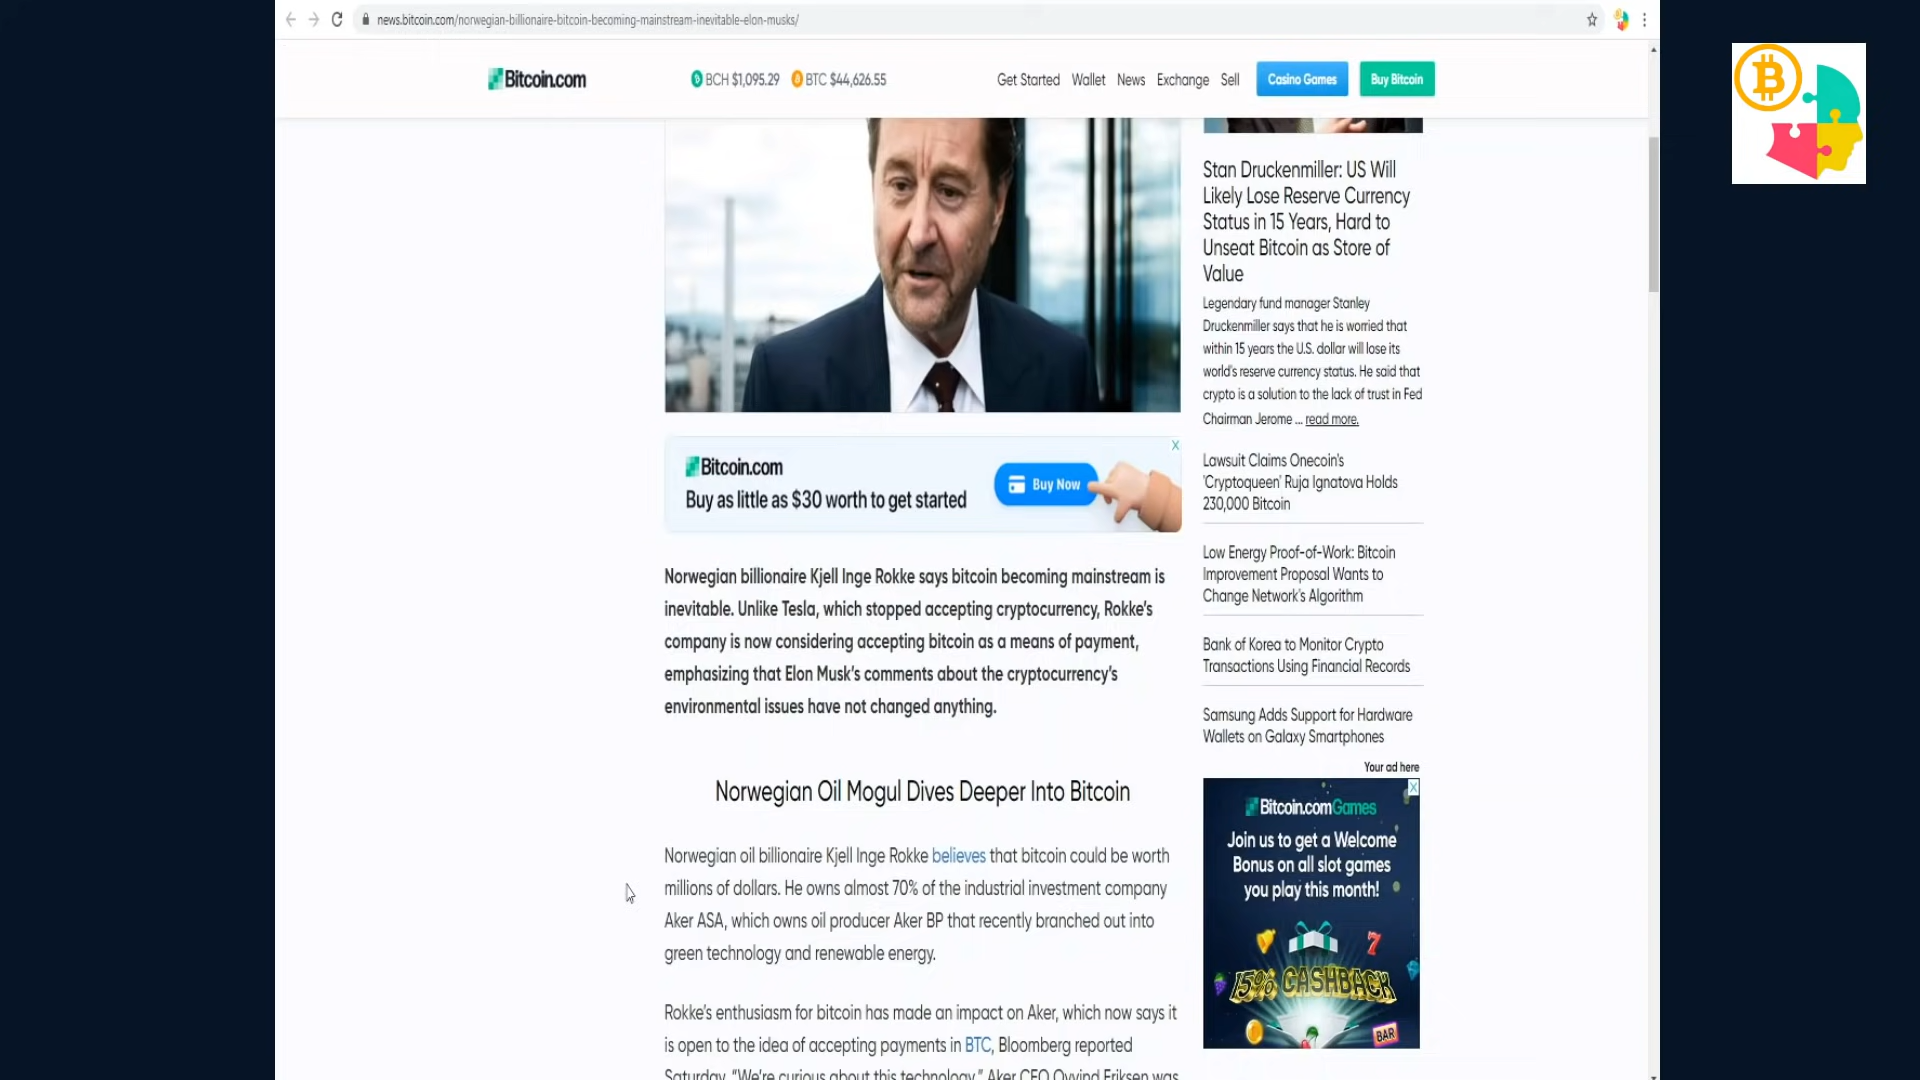 news.bitcoin.com/norwegian-billionaire-bitcoin-becoming-mainstream-inevitable-elon-musks/
Bitcoin.com
BCH $1,095.29
BTC $44,626.55
Get Started
Wallet
News
Exchange
Sell
Casino Games
Buy Bitcoin
Bitcoin.com
Buy as little as $30 worth to get started
Buy Now
X
Norwegian billionaire Kjell Inge Rokke says bitcoin becoming mainstream is
inevitable. Unlike Tesla, which stopped accepting cryptocurrency, Rokke's
company is now considering accepting bitcoin as a means of payment,
emphasizing that Elon Musk's comments about the cryptocurrency's
environmental issues have not changed anything.
Norwegian Oil Mogul Dives Deeper Into Bitcoin
Norwegian oil billionaire Kjell Inge Rokke believes that bitcoin could be worth
millions of dollars. He owns almost 70% of the industrial investment company
Aker ASA, which owns oil producer Aker BP that recently branched out into
green technology and renewable energy.
Rokke's enthusiasm for bitcoin has made an impact on Aker, which now says it
is open to the idea of accepting payments in BTC, Bloomberg reported
Saturday. "We're curious about this technology," Aker CEO Oyvind Eriksen was
Stan Druckenmiller: US Will
Likely Lose Reserve Currency
Status in 15 Years, Hard to
Unseat Bitcoin as Store of
Value
Legendary fund manager Stanley
Druckenmiller says that he is worried that
within 15 years the U.S. dollar will lose its
world's reserve currency status. He said that
crypto is a solution to the lack of trust in Fed
Chairman Jerome ... read more.
Lawsuit Claims Onecoin's
'Cryptoqueen' Ruja Ignatova Holds
230,000 Bitcoin
Low Energy Proof-of-Work: Bitcoin
Improvement Proposal Wants to
Change Network's Algorithm
Bank of Korea to Monitor Crypto
Transactions Using Financial Records
Samsung Adds Support for Hardware
Wallets on Galaxy Smartphones
Your ad here
X
Bitcoin.comGames
Join us to get a Welcome
Bonus on all slot games
you play this month!
7
15% CASHBACK
BAR